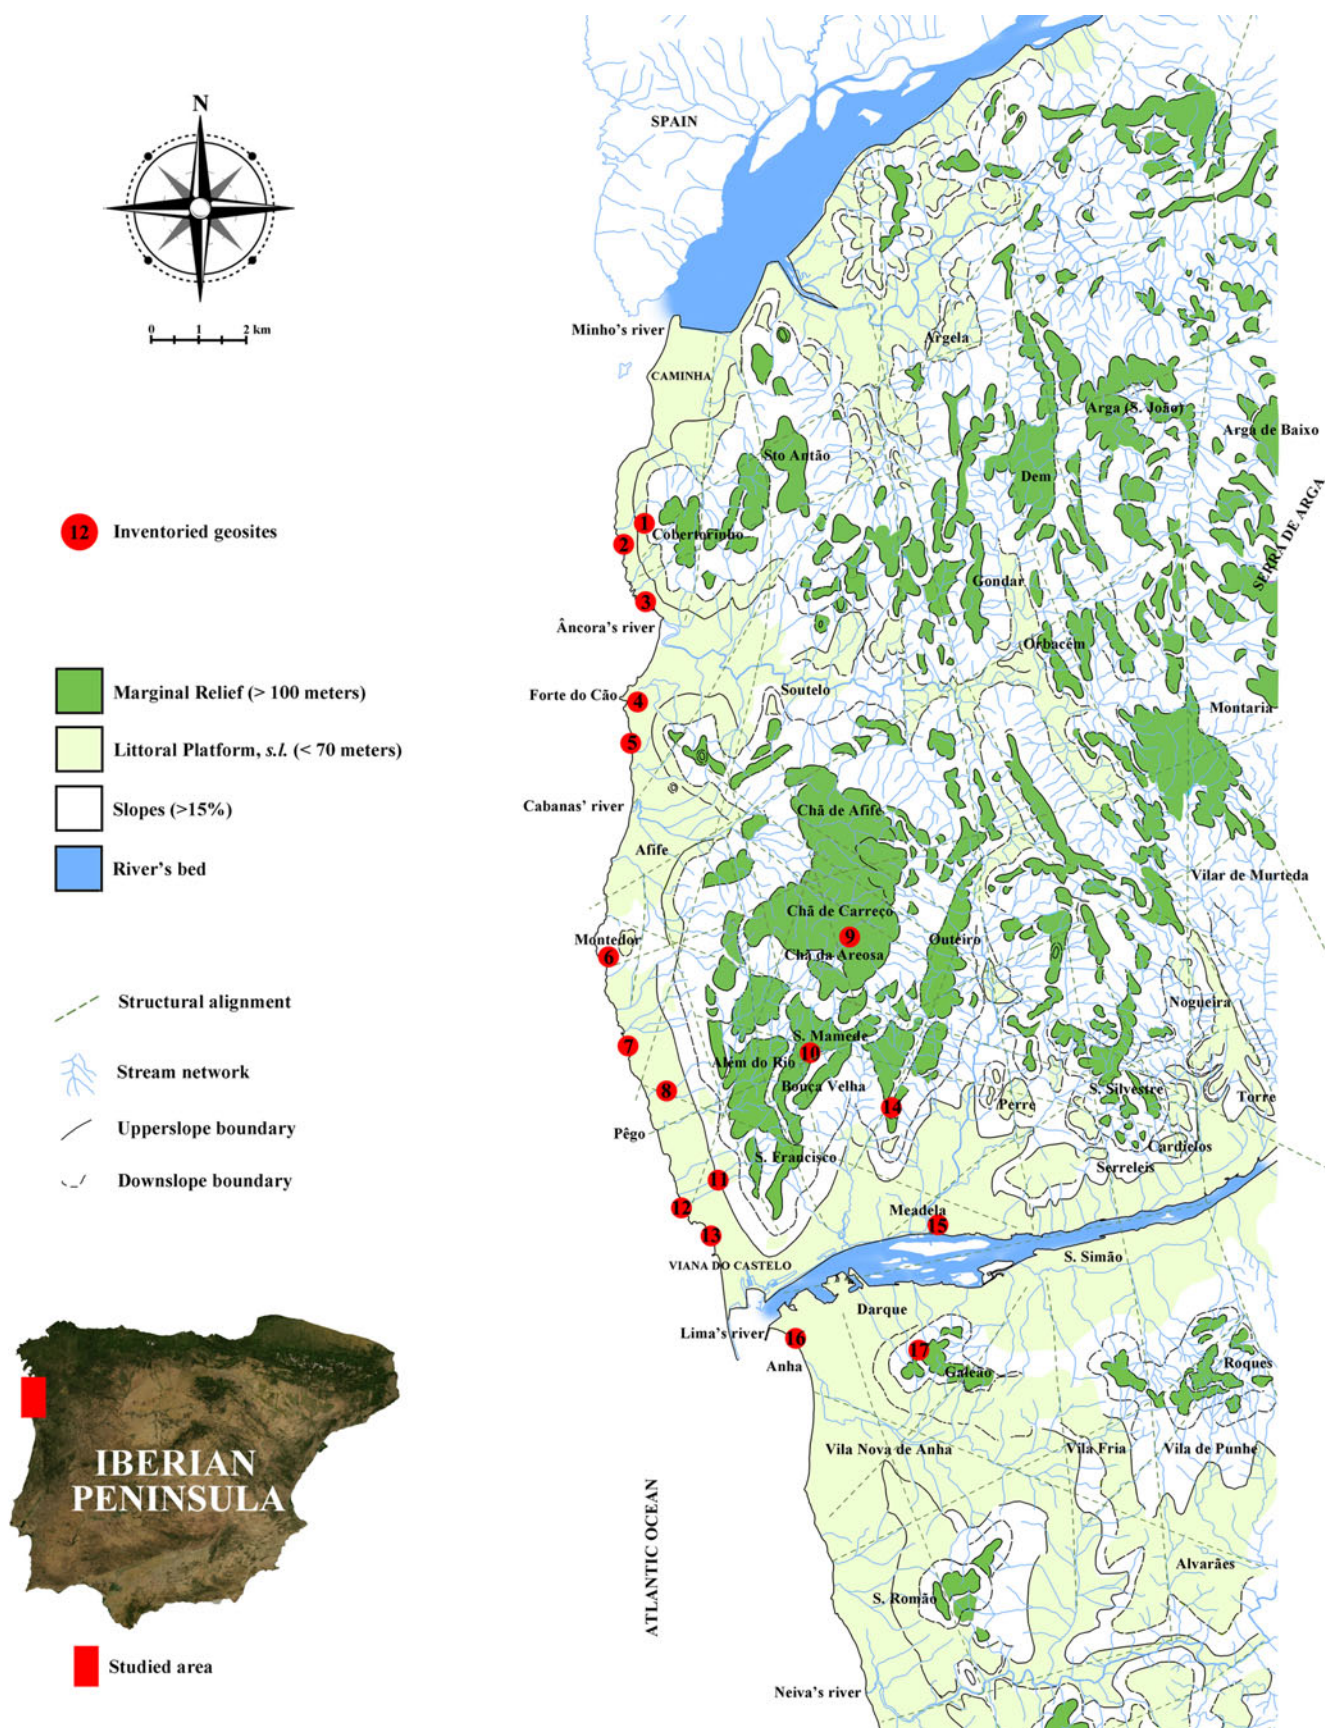 N
0 1 2 km
12 Inventoried geosites
Marginal Relief (> 100 meters)
Littoral Platform, s.l. (< 70 meters)
Slopes (>15%)
River's bed
Structural alignment
Stream network
Upperslope boundary
Downslope boundary
IBERIAN
PENINSULA
Studied area
SPAIN
Minho's river
CAMINHA
Argela
Arga (S. João)
Arga de Baixo
Sto Antão
Dem
SERRA DE ARGA
1
Cobertorinho
2
Gondar
3
Âncora's river
Orbacém
Soutelo
Forte do Cão
4
Montaria
5
Cabanas' river
Chã de Afife
Afife
Vilar de Murteda
Chã de Carreço
9
Outeiro
Montedor
6
Chã da Areosa
Nogueira
7
S. Mamede
10
Além do Rio
Bouça Velha
8
14
Perre
S. Silvestre
Torre
Pêgo
Cardielos
S. Francisco
Serreleis
11
12
Meadela
15
13
VIANA DO CASTELO
S. Simão
Darque
Lima's river
16
17
Anha
Galeão
Roques
Vila Nova de Anha
Vila Fria
Vila de Punhe
ATLANTIC OCEAN
Alvarães
S. Romão
Neiva's river